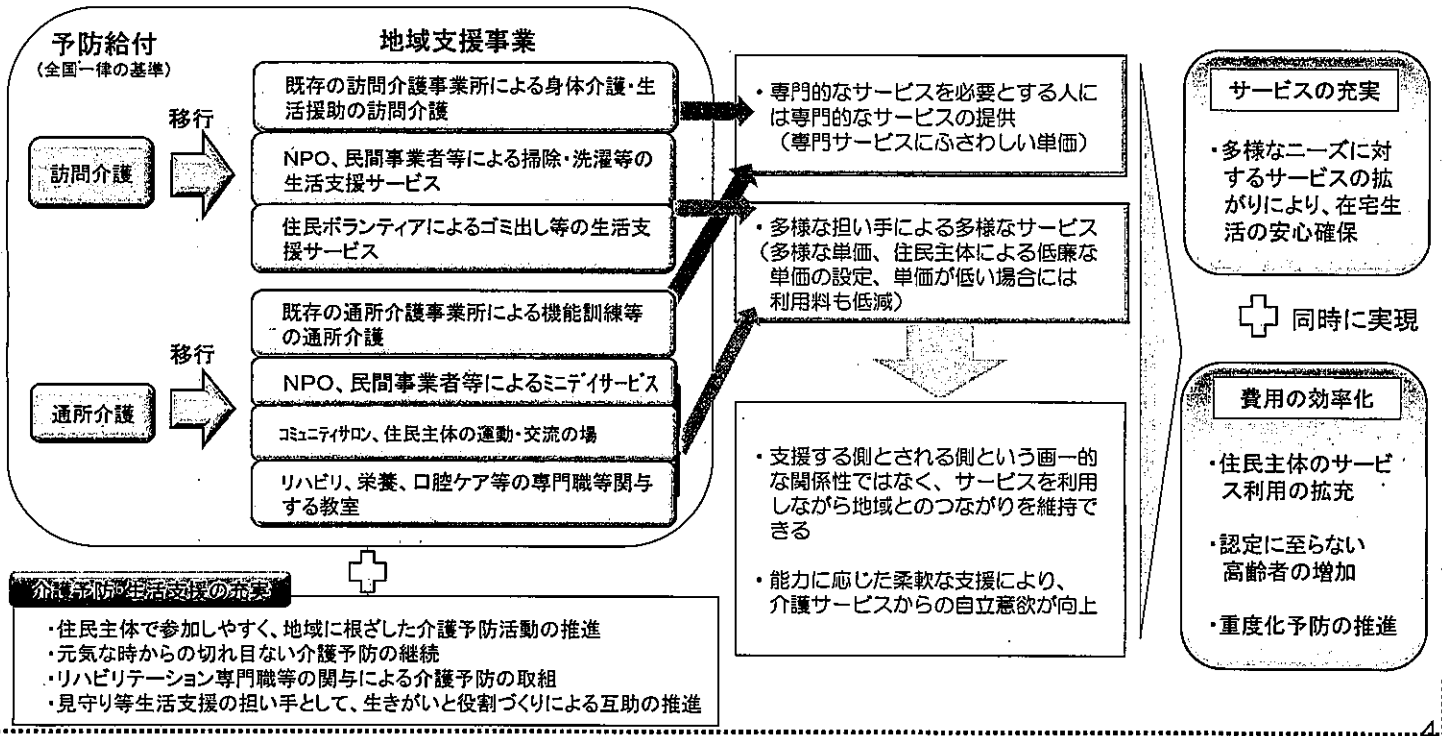 予防給付
(全国一律の基準)
地域支援事業
移行
訪問介護
既存の訪問介護事業所による身体介護・生
活援助の訪問介護
NPO、民間事業者等による掃除・洗濯等の
生活支援サービス
住民ボランティアによるゴミ出し等の生活支
援サービス
移行
通所介護
既存の通所介護事業所による機能訓練等
の通所介護
NPO、民間事業者等によるミニデイサービス
コミュニティサロン、住民主体の運動・交流の場
リハビリ、栄養、口腔ケア等の専門職等関与
する教室
介護予防・生活支援の充実
・住民主体で参加しやすく、地域に根ざした介護予防活動の推進
・元気な時からの切れ目ない介護予防の継続
・リハビリテーション専門職等の関与による介護予防の取組
・見守り等生活支援の担い手として、生きがいと役割づくりによる互助の推進
・専門的なサービスを必要とする人に
は専門的なサービスの提供
(専門サービスにふさわしい単価)
・多様な担い手による多様なサービス
(多様な単価、住民主体による低廉な
単価の設定、単価が低い場合には
利用料も低減)
・支援する側とされる側という画一的
な関係性ではなく、サービスを利用
しながら地域とのつながりを維持で
きる
・能力に応じた柔軟な支援により、
介護サービスからの自立意欲が向上
サービスの充実
・多様なニーズに対
するサービスの拡
がりにより、在宅生
活の安心確保
同時に実現
費用の効率化
・住民主体のサービ
ス利用の拡充
・認定に至らない
高齢者の増加
・重度化予防の推進
4